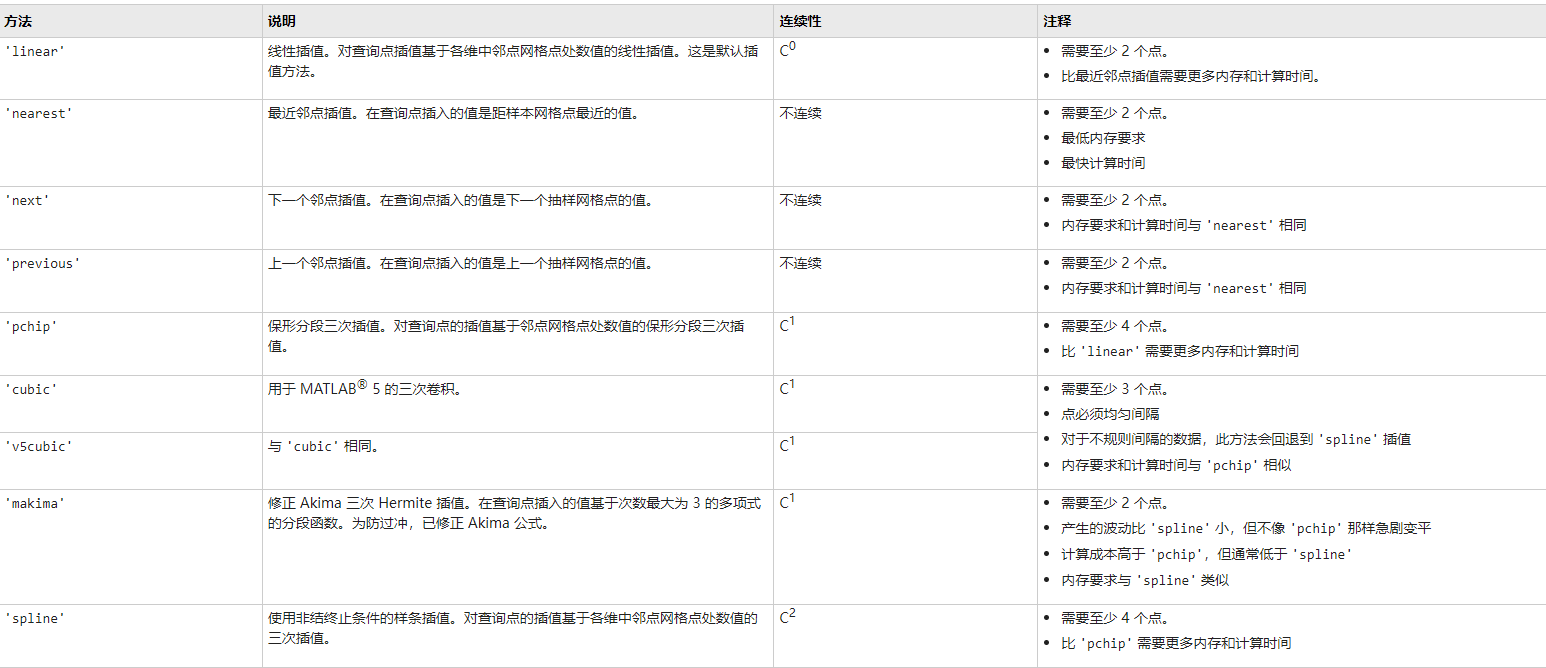 方法 说明 连续性 注释
'linear' 线性插值。对查询点插值基于各维中邻点网格点处数值的线性插值。这是默认插 C0 • 需要至少 2 个点。
值方法。 • 比最近邻点插值需要更多内存和计算时间。
'nearest' 最近邻点插值。在查询点插入的值是距样本网格点最近的值。 不连续 • 需要至少 2 个点。
• 最低内存要求
• 最快计算时间
'next' 下一个邻点插值。在查询点插入的值是下一个抽样网格点的值。 不连续 • 需要至少 2 个点。
• 内存要求和计算时间与 'nearest' 相同
'previous' 上一个邻点插值。在查询点插入的值是上一个抽样网格点的值。 不连续 • 需要至少 2 个点。
• 内存要求和计算时间与 'nearest' 相同
'pchip' 保形分段三次插值。对查询点的插值基于邻点网格点处数值的保形分段三次插 C1 • 需要至少 4 个点。
值。 • 比 'linear' 需要更多内存和计算时间
'cubic' 用于 MATLAB® 5 的三次卷积。 C1 • 需要至少 3 个点。
• 点必须均匀间隔
'v5cubic' 与 'cubic' 相同。 C1 • 对于不规则间隔的数据，此方法会回退到 'spline' 插值
• 内存要求和计算时间与 'pchip' 相似
'makima' 修正 Akima 三次 Hermite 插值。在查询点插入的值基于次数最大为 3 的多项式 C1 • 需要至少 2 个点。
的分段函数。为防过冲，已修正 Akima 公式。 • 产生的波动比 'spline' 小，但不像 'pchip' 那样急剧变平
• 计算成本高于 'pchip'，但通常低于 'spline'
• 内存要求与 'spline' 类似
'spline' 使用非结终止条件的样条插值。对查询点的插值基于各维中邻点网格点处数值的 C2 • 需要至少 4 个点。
三次插值。 • 比 'pchip' 需要更多内存和计算时间